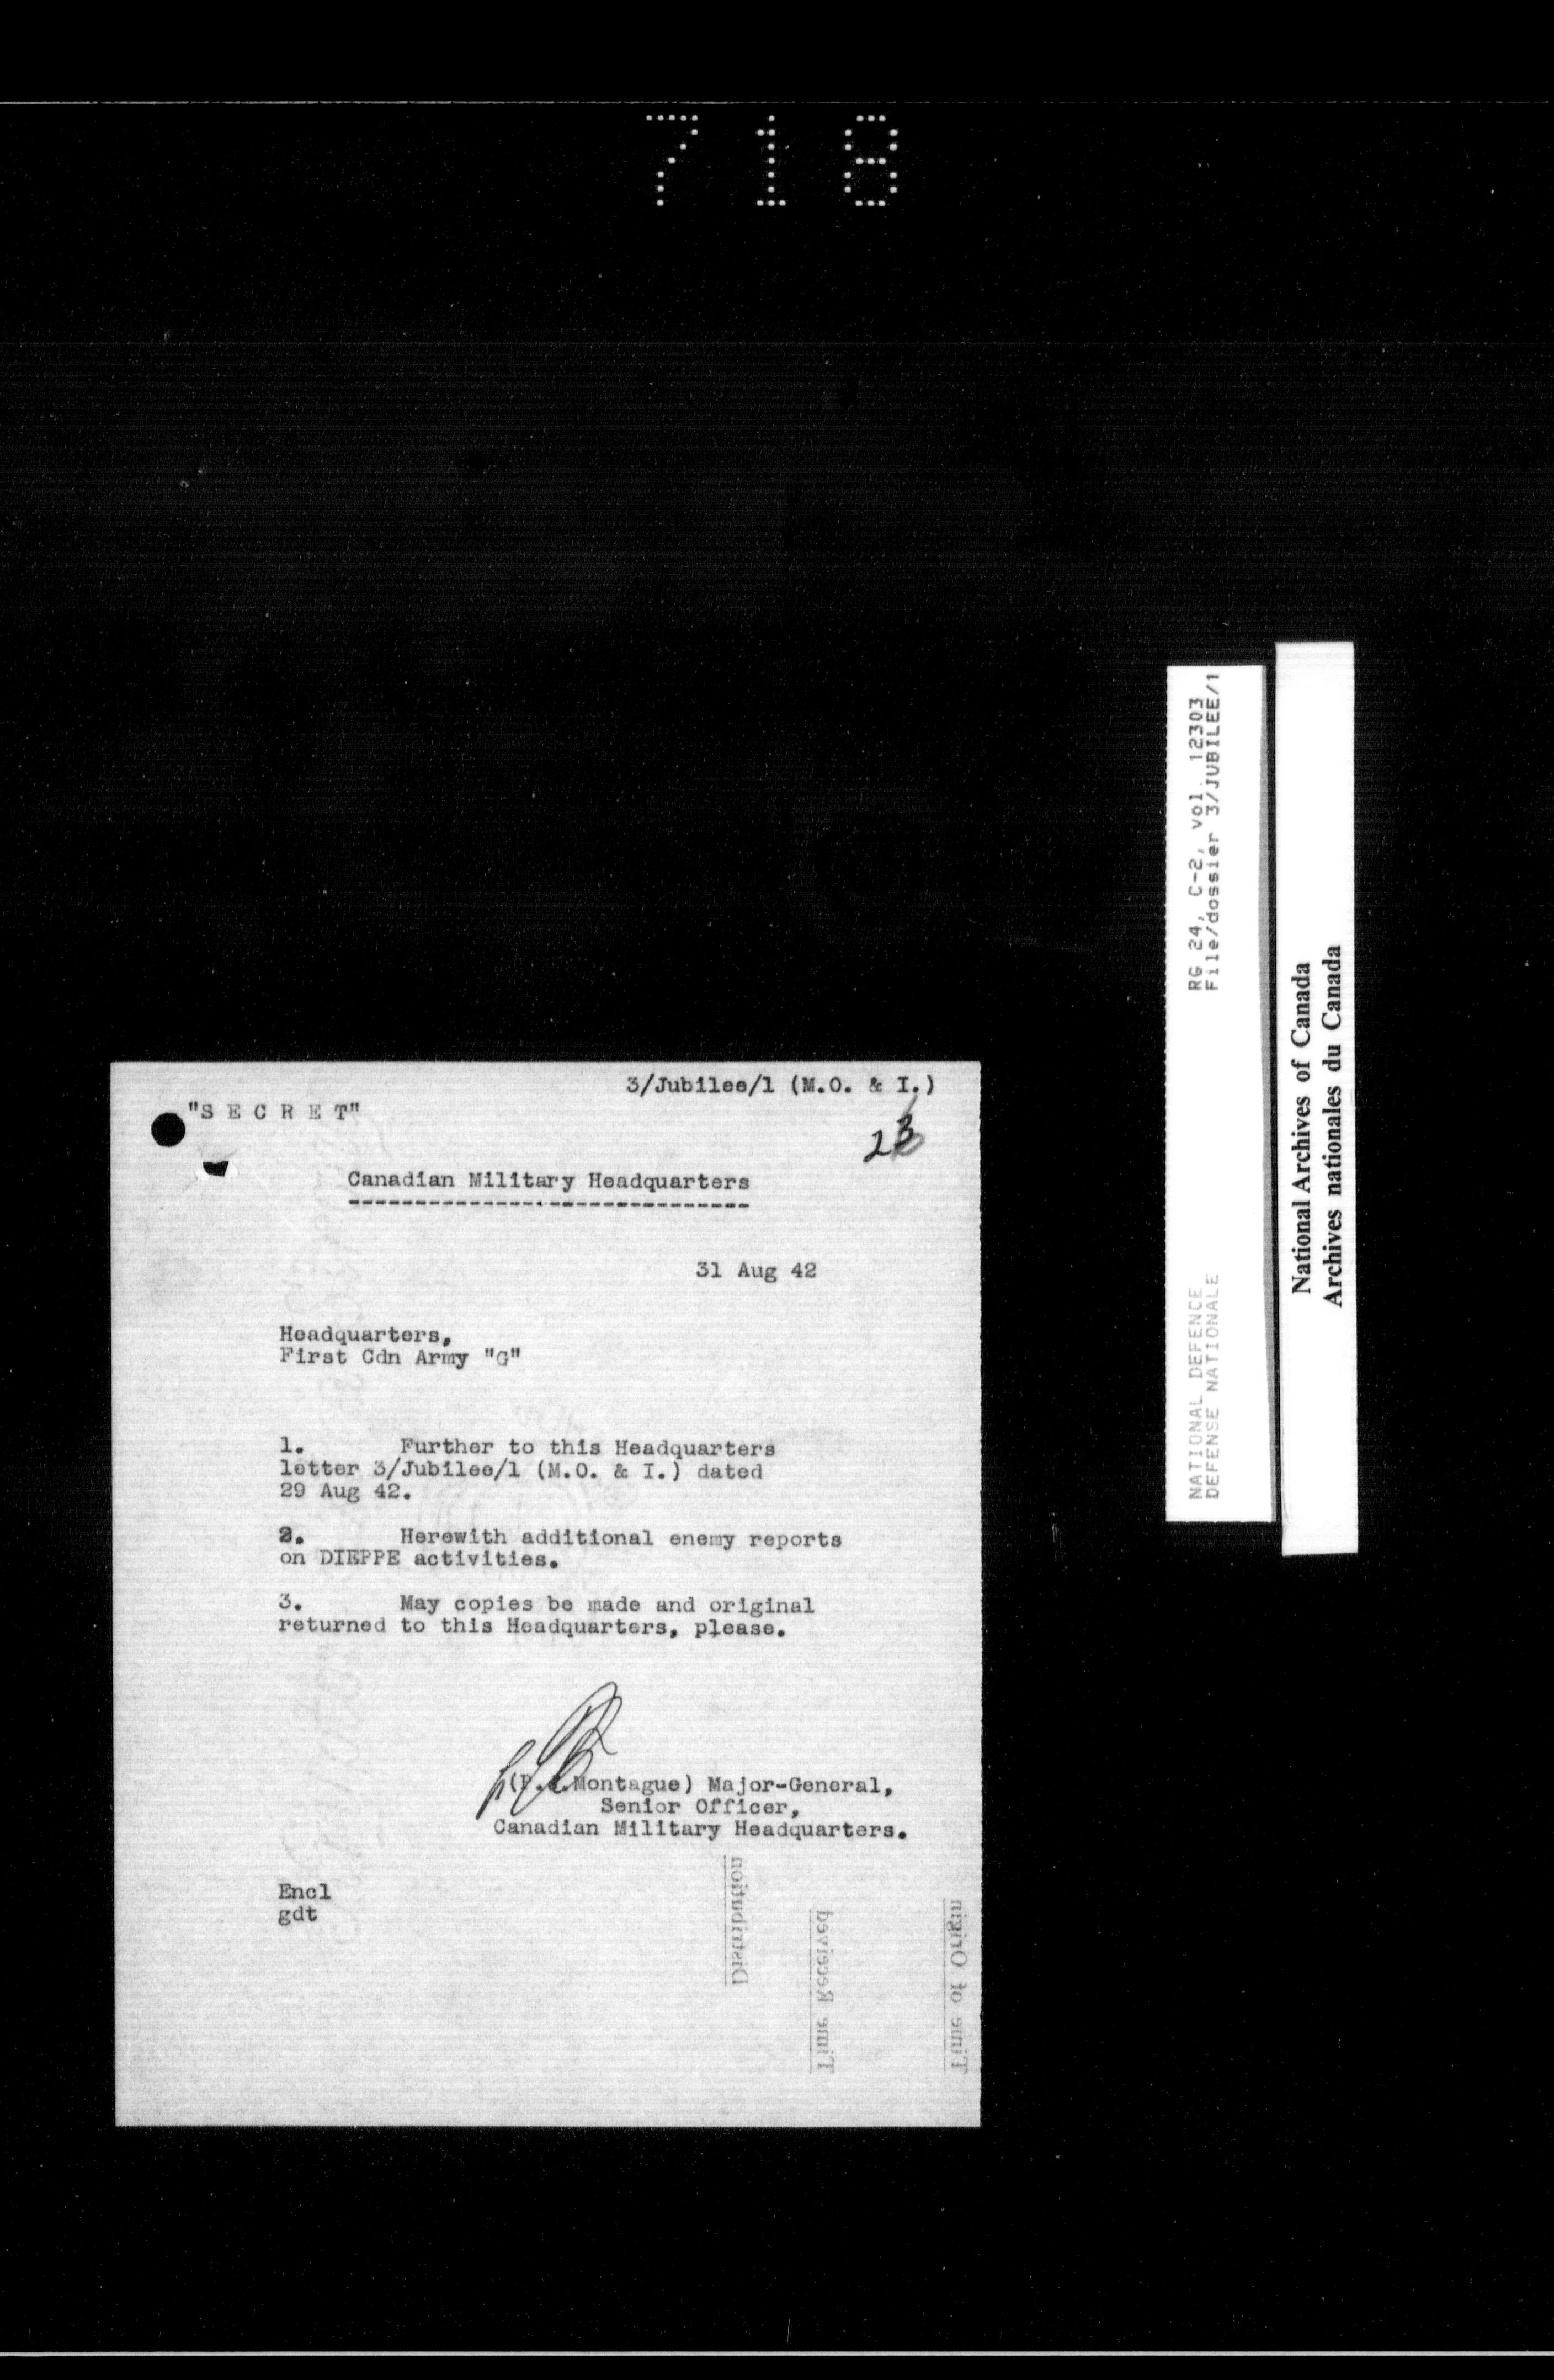 718
3/Jubilee/1 (M.O. & I.)
"S E C R E T"
23
Canadian Military Headquarters
31 Aug 42
Headquarters,
First Cdn Army "G"
1. Further to this Headquarters
letter 3/Jubilee/1 (M.O. & I.) dated
29 Aug 42.
2. Herewith additional enemy reports
on DIEPPE activities.
3. May copies be made and original
returned to this Headquarters, please.
(P. .Montague) Major-General,
Senior Officer,
Canadian Military Headquarters.
Encl
gdt
Distribution
Time Received
Time of Origin
RG 24, C-2, vol. 12303
File/dossier 3/JUBILEE/1
NATIONAL DEFENCE
DEFENSE NATIONALE
National Archives of Canada
Archives nationales du Canada